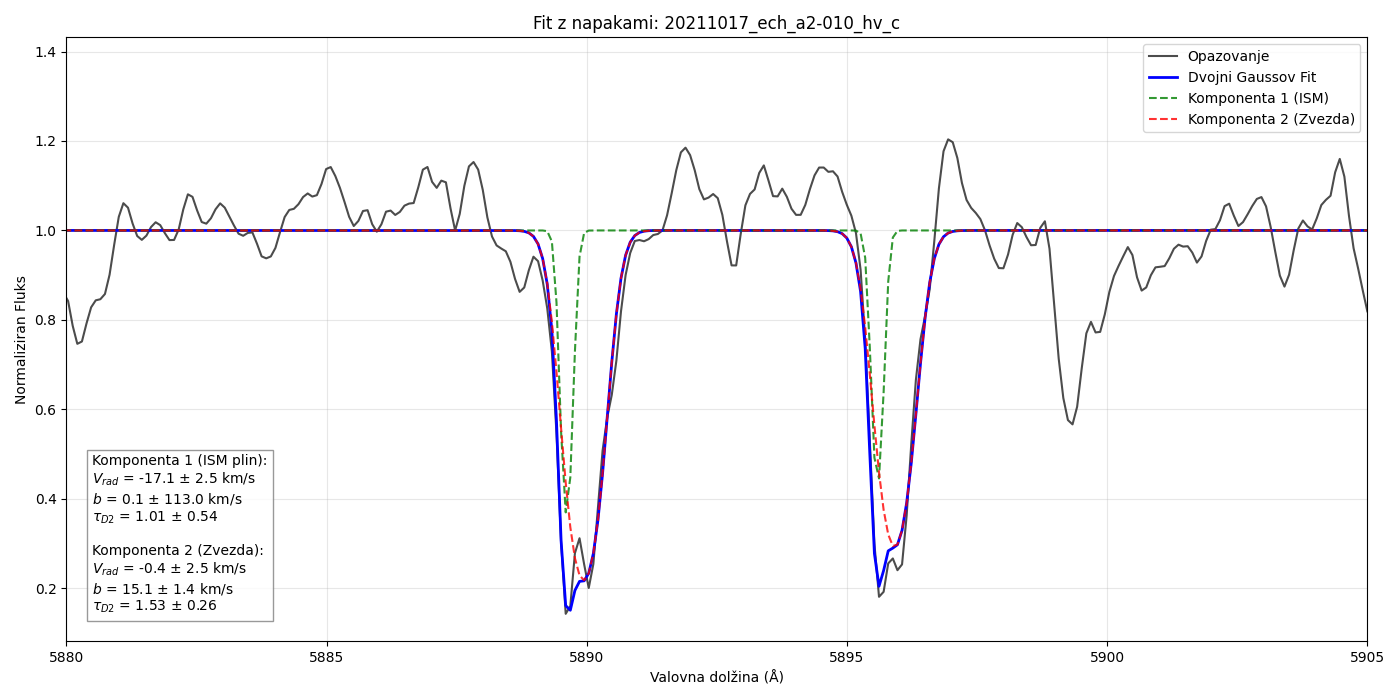 Fit z napakami: 20211017_ech_a2-010_hv_c
Normaliziran Fluks
1.4
1.2
1.0
0.8
0.6
0.4
0.2
Opazovanje
Dvojni Gaussov Fit
Komponenta 1 (ISM)
Komponenta 2 (Zvezda)
Komponenta 1 (ISM plin):
V_rad = -17.1 ± 2.5 km/s
b = 0.1 ± 113.0 km/s
τ_D2 = 1.01 ± 0.54
Komponenta 2 (Zvezda):
V_rad = -0.4 ± 2.5 km/s
b = 15.1 ± 1.4 km/s
τ_D2 = 1.53 ± 0.26
5880 5885 5890 5895 5900 5905
Valovna dolžina (Å)